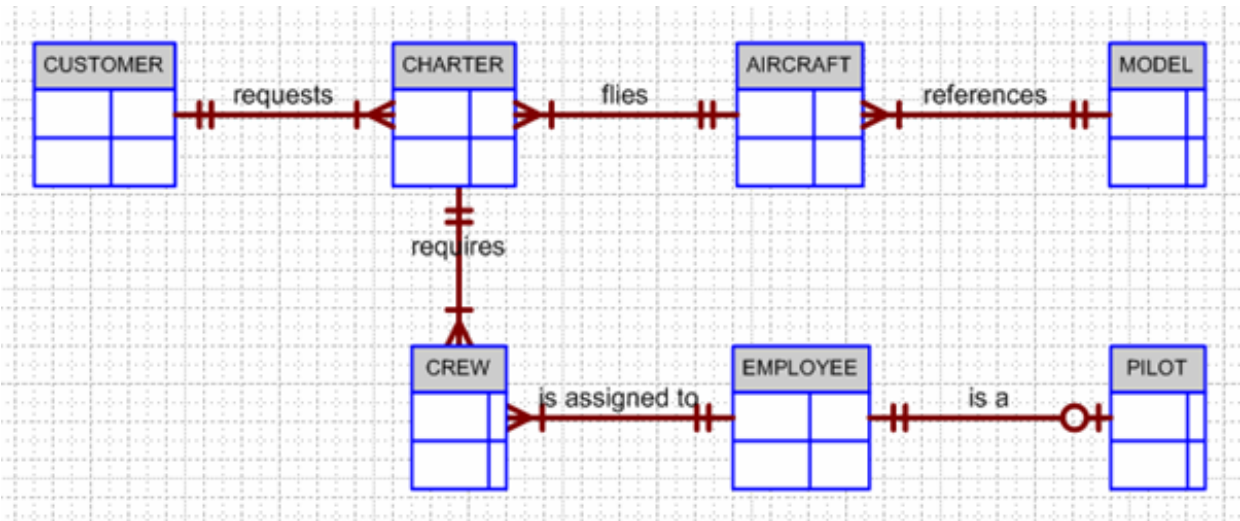 CUSTOMER
requests
CHARTER
flies
AIRCRAFT
references
MODEL
requires
CREW
is assigned to
EMPLOYEE
is a
PILOT